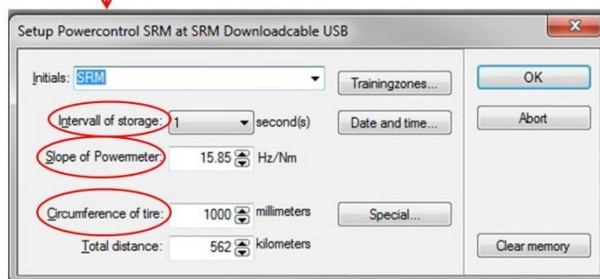 Setup Powercontrol SRM at SRM Downloadcable USB
Initials: SRM Trainingzones... OK
Intervall of storage: 1 second(s) Date and time... Abort
Slope of Powermeter: 15.85 Hz/Nm
Circumference of tire: 1000 millimeters Special...
Total distance: 562 kilometers Clear memory